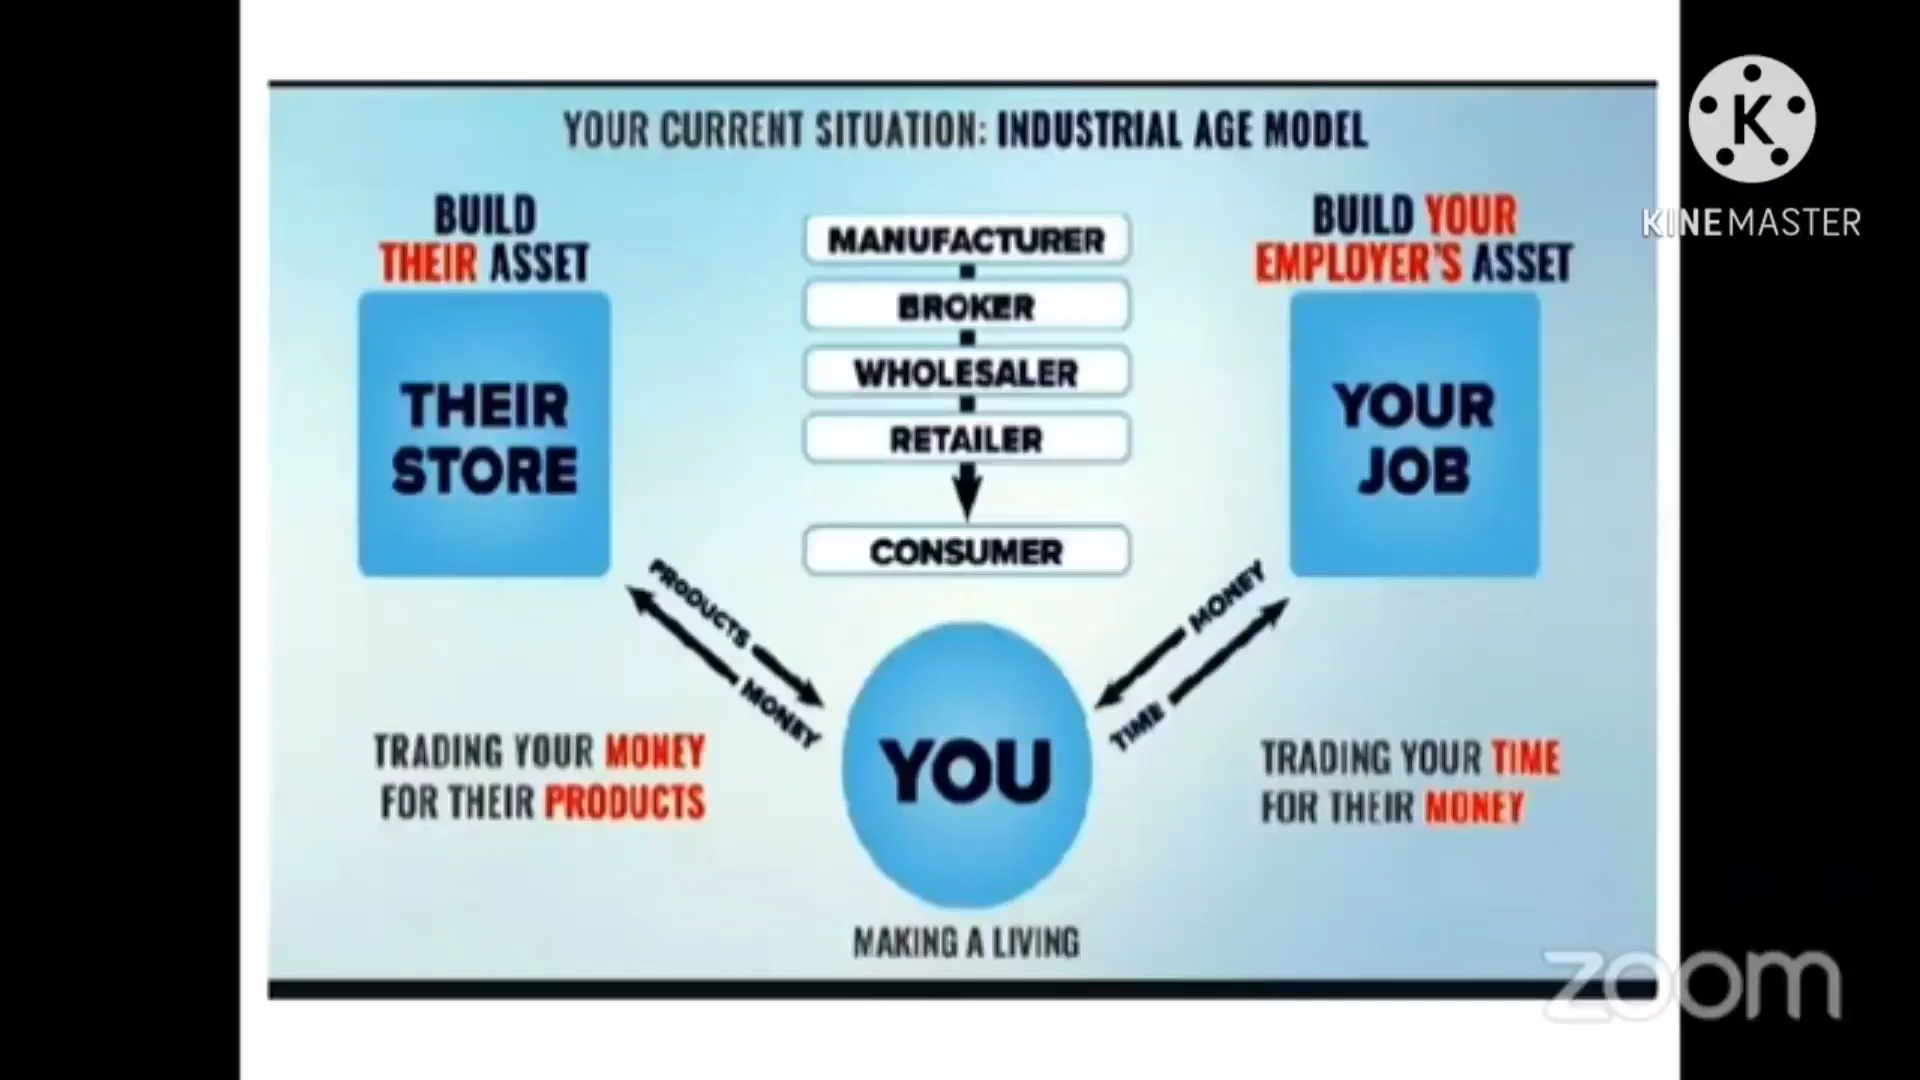 YOUR CURRENT SITUATION: INDUSTRIAL AGE MODEL
K
KINEMASTER
BUILD
THEIR ASSET
THEIR
STORE
MANUFACTURER
BROKER
WHOLESALER
RETAILER
CONSUMER
BUILD YOUR
EMPLOYER'S ASSET
YOUR
JOB
PRODUCTS
MONEY
MONEY
TIME
TRADING YOUR MONEY
FOR THEIR PRODUCTS
YOU
TRADING YOUR TIME
FOR THEIR MONEY
MAKING A LIVING
zoom